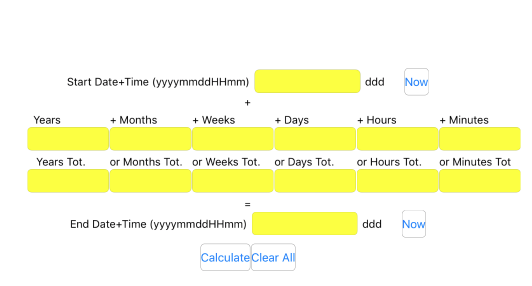 Start Date+Time (yyyymmddHHmm) ddd Now
+
Years + Months + Weeks + Days + Hours + Minutes
Years Tot. or Months Tot. or Weeks Tot. or Days Tot. or Hours Tot. or Minutes Tot
=
End Date+Time (yyyymmddHHmm) ddd Now
Calculate Clear All